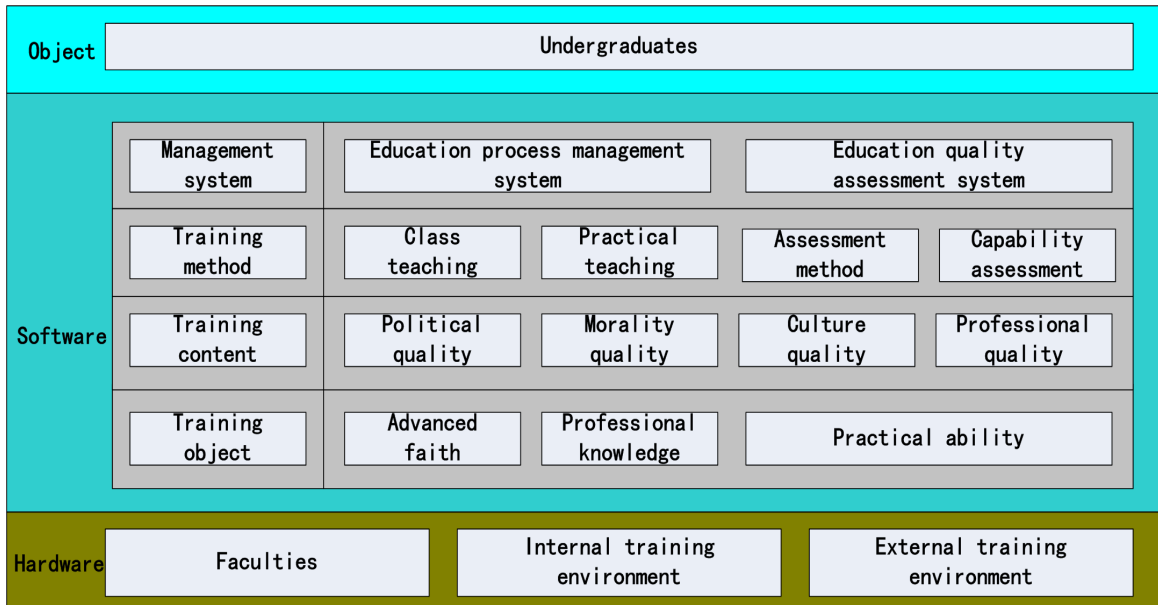 Object
Undergraduates
Software
Management
system
Education process management
system
Education quality
assessment system
Training
method
Class
teaching
Practical
teaching
Assessment
method
Capability
assessment
Training
content
Political
quality
Morality
quality
Culture
quality
Professional
quality
Training
object
Advanced
faith
Professional
knowledge
Practical ability
Hardware
Faculties
Internal training
environment
External training
environment